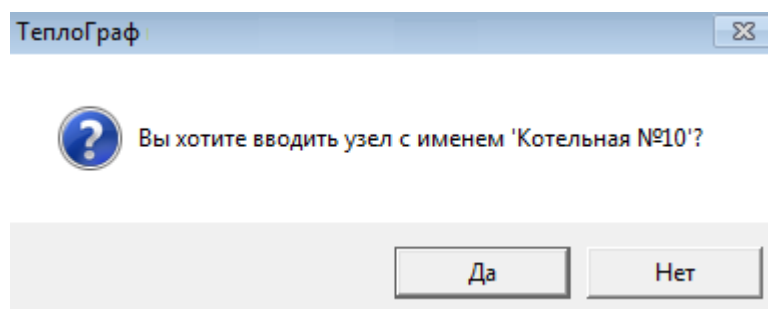 ТеплоГраф
Вы хотите вводить узел с именем 'Котельная №10'?
Да
Нет